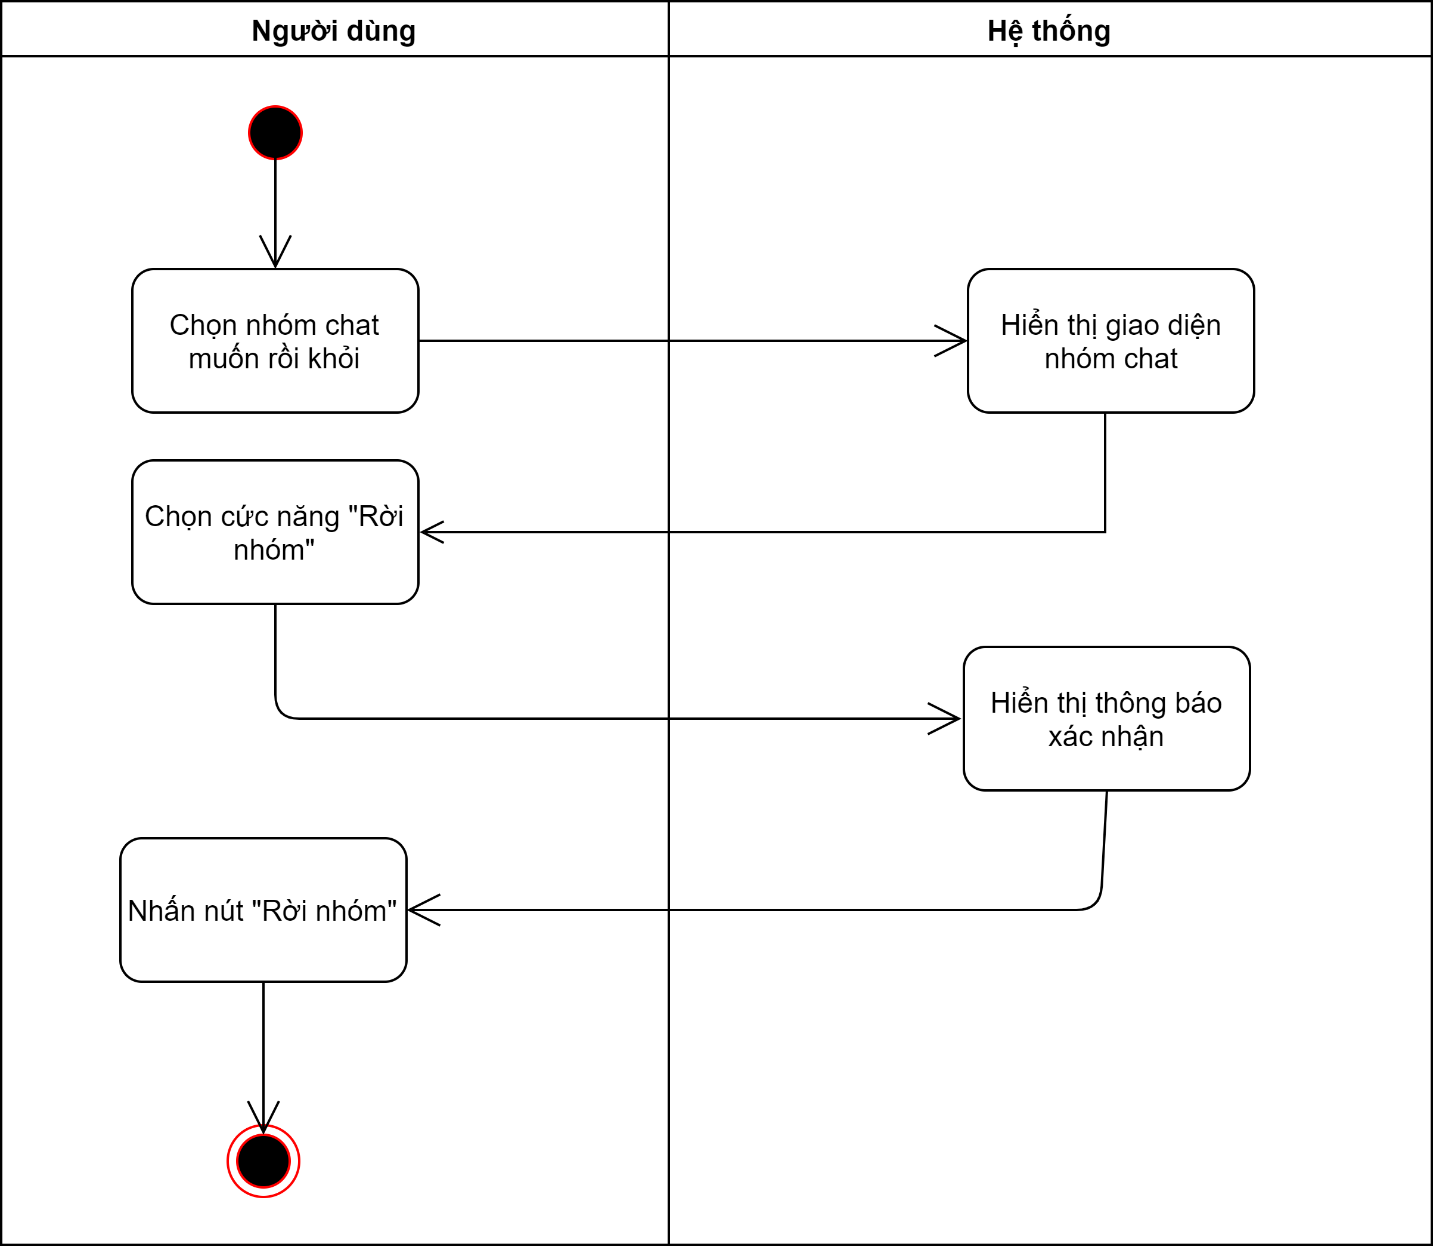 Người dùng
Hệ thống
Chọn nhóm chat
muốn rồi khỏi
Hiển thị giao diện
nhóm chat
Chọn cức năng "Rời
nhóm"
Hiển thị thông báo
xác nhận
Nhấn nút "Rời nhóm"